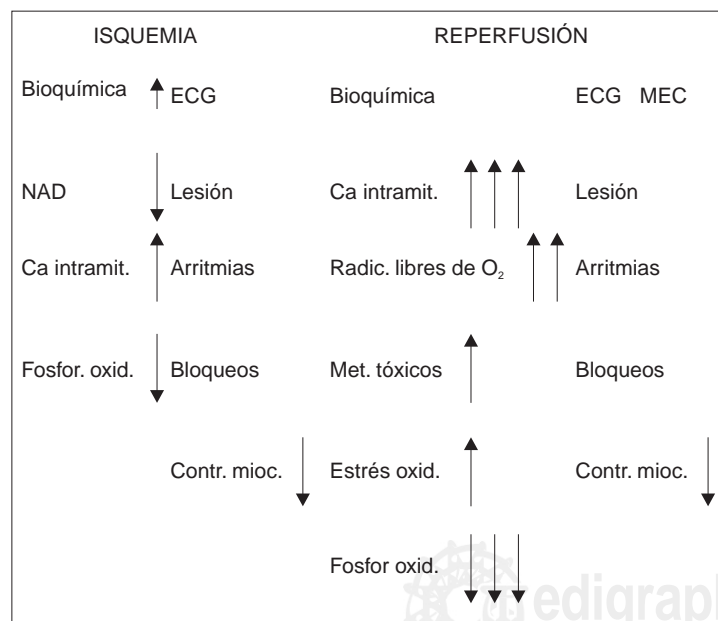 ISQUEMIA REPERFUSIÓN
Bioquímica ECG Bioquímica ECG MEC
NAD Lesión Ca intramit. Lesión
Ca intramit. Arritmias Radic. libres de O₂ Arritmias
Fosfor. oxid. Bloqueos Met. tóxicos Bloqueos
Contr. mioc. Estrés oxid. Contr. mioc.
Fosfor oxid.